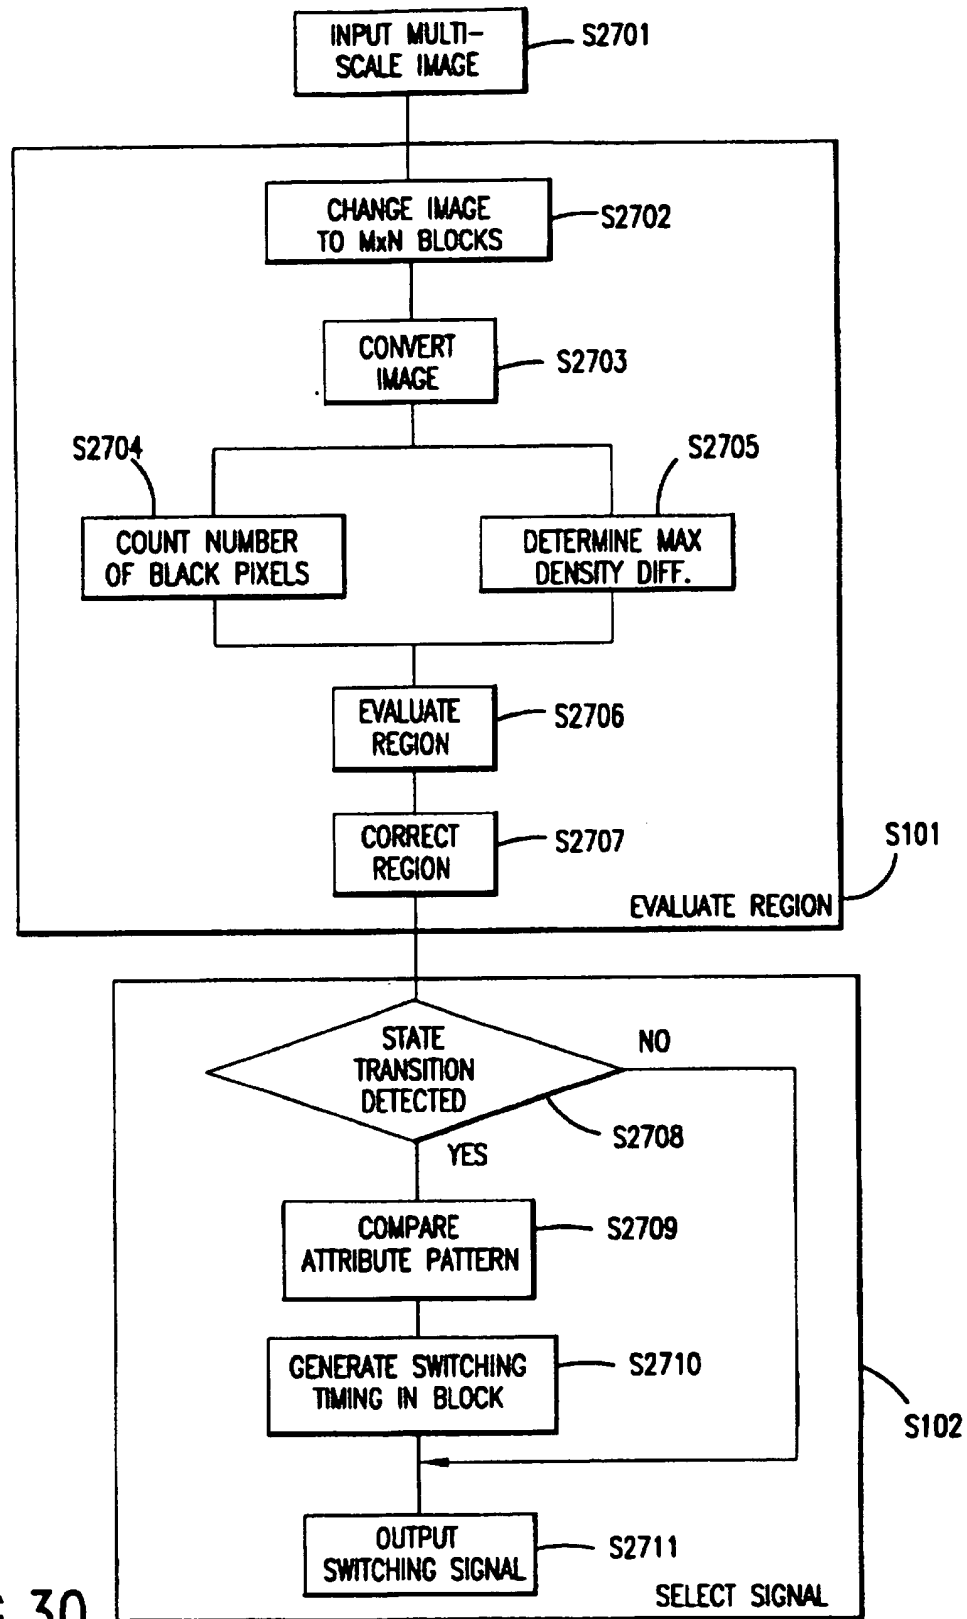 INPUT MULTI-
SCALE IMAGE
S2701
CHANGE IMAGE
TO MxN BLOCKS
S2702
CONVERT
IMAGE
S2703
S2704
S2705
COUNT NUMBER
OF BLACK PIXELS
DETERMINE MAX
DENSITY DIFF.
EVALUATE
REGION
S2706
CORRECT
REGION
S2707
S101
EVALUATE REGION
STATE
TRANSITION
DETECTED
NO
S2708
YES
COMPARE
ATTRIBUTE PATTERN
S2709
GENERATE SWITCHING
TIMING IN BLOCK
S2710
S102
OUTPUT
SWITCHING SIGNAL
S2711
SELECT SIGNAL
30